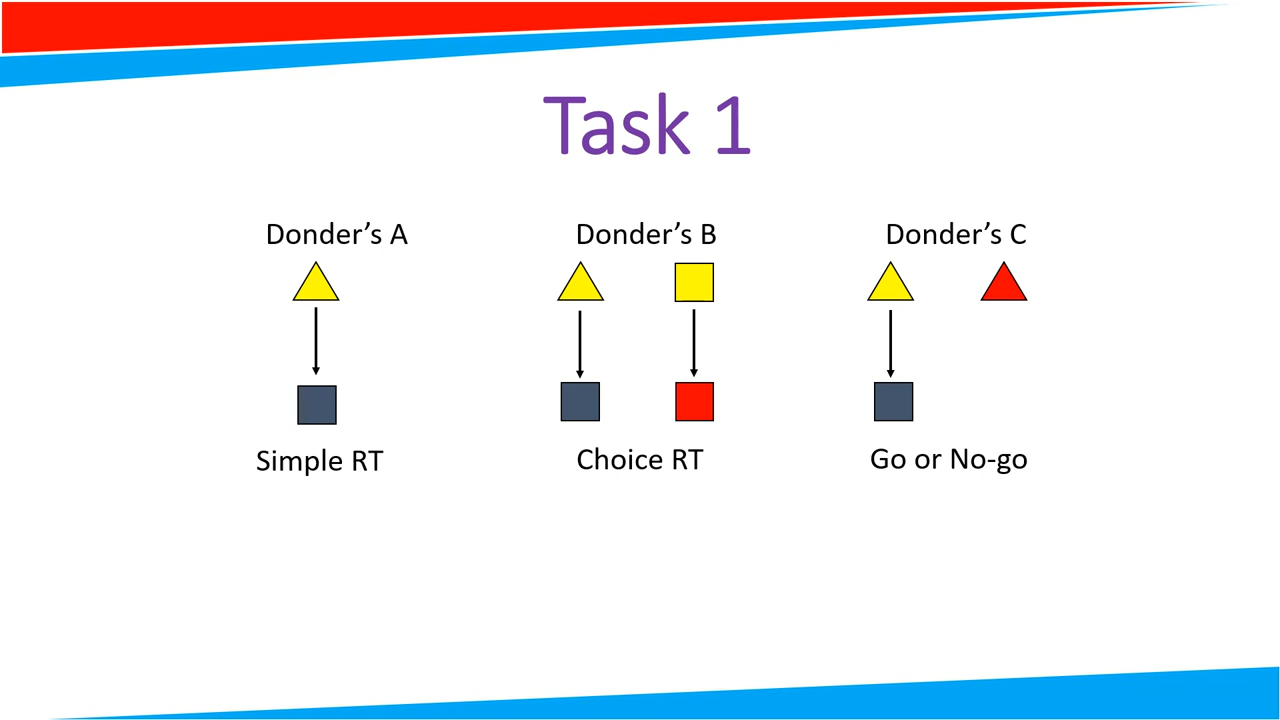 Task 1
Donder’s A
Donder’s B
Donder’s C
Simple RT
Choice RT
Go or No-go